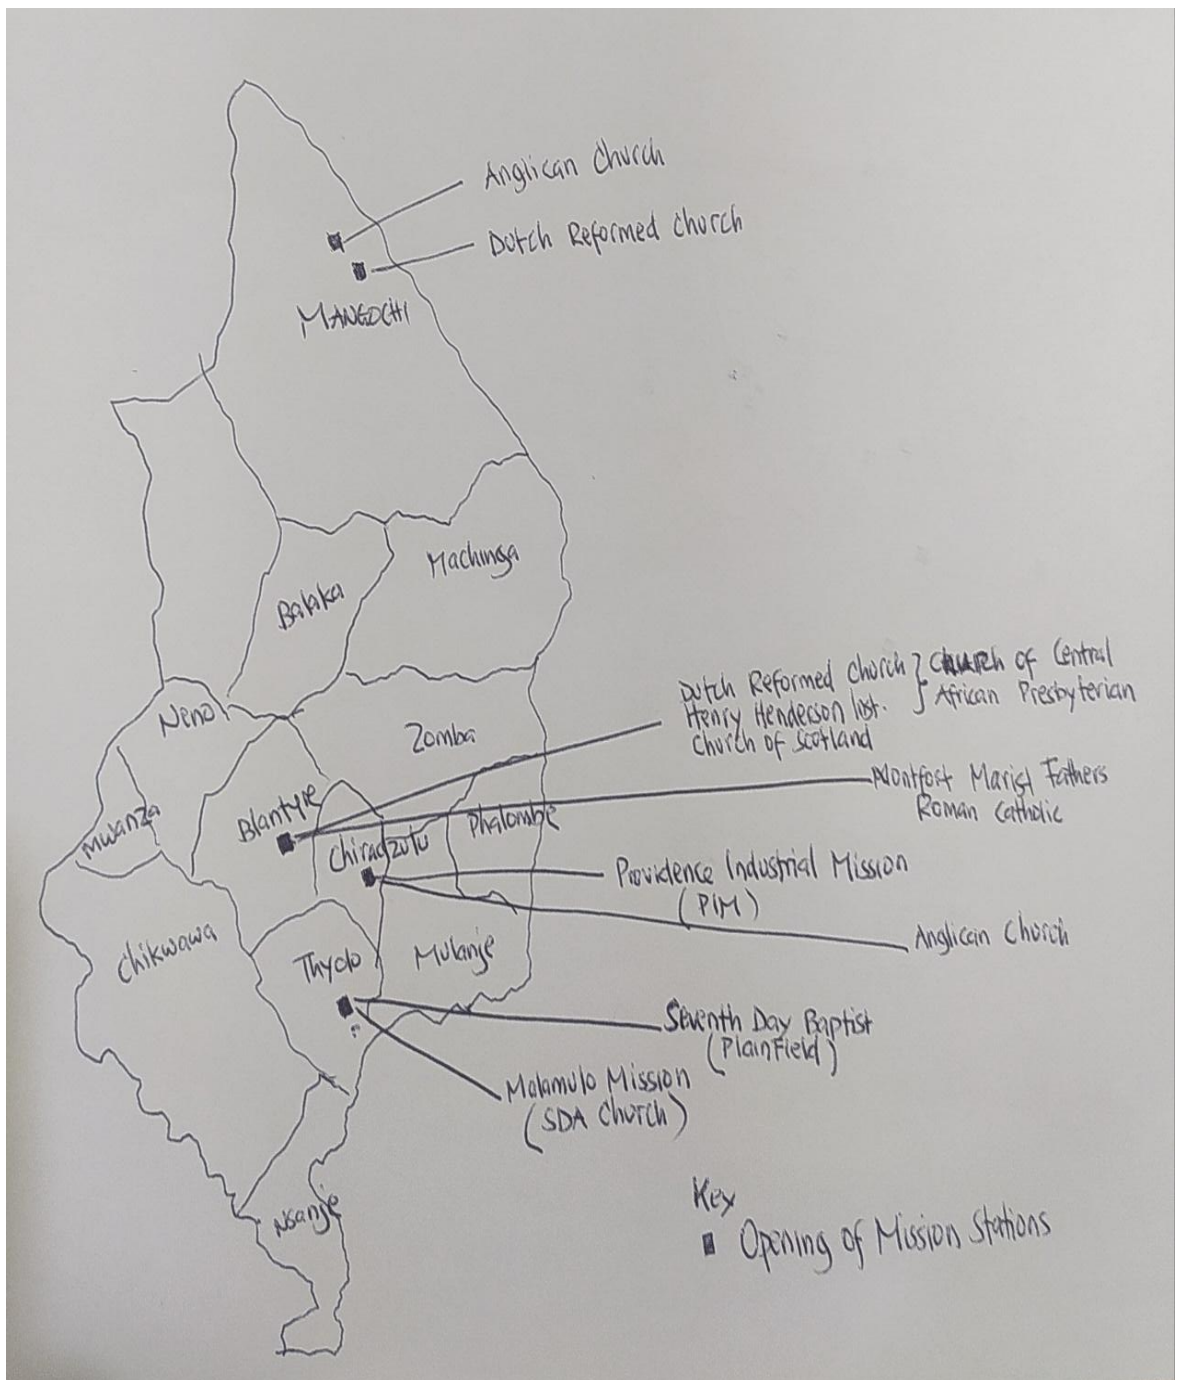 Anglican Church
Dutch Reformed Church
MANGOCHI
Machinga
Balaka
Dutch Reformed Church } Church of Central
Henry Henderson Inst. African Presbyterian
Church of Scotland
Neno
Zomba
Montfort Marist Fathers
Roman Catholic
Blantyre
Mwanza
Phalombe
Chiradzulu
Providence Industrial Mission
(PIM)
Anglican Church
Chikwawa
Thyolo
Mulanje
Seventh Day Baptist
(Plainfield)
Malamulo Mission
(SDA Church)
Nsanje
Key
Opening of Mission Stations